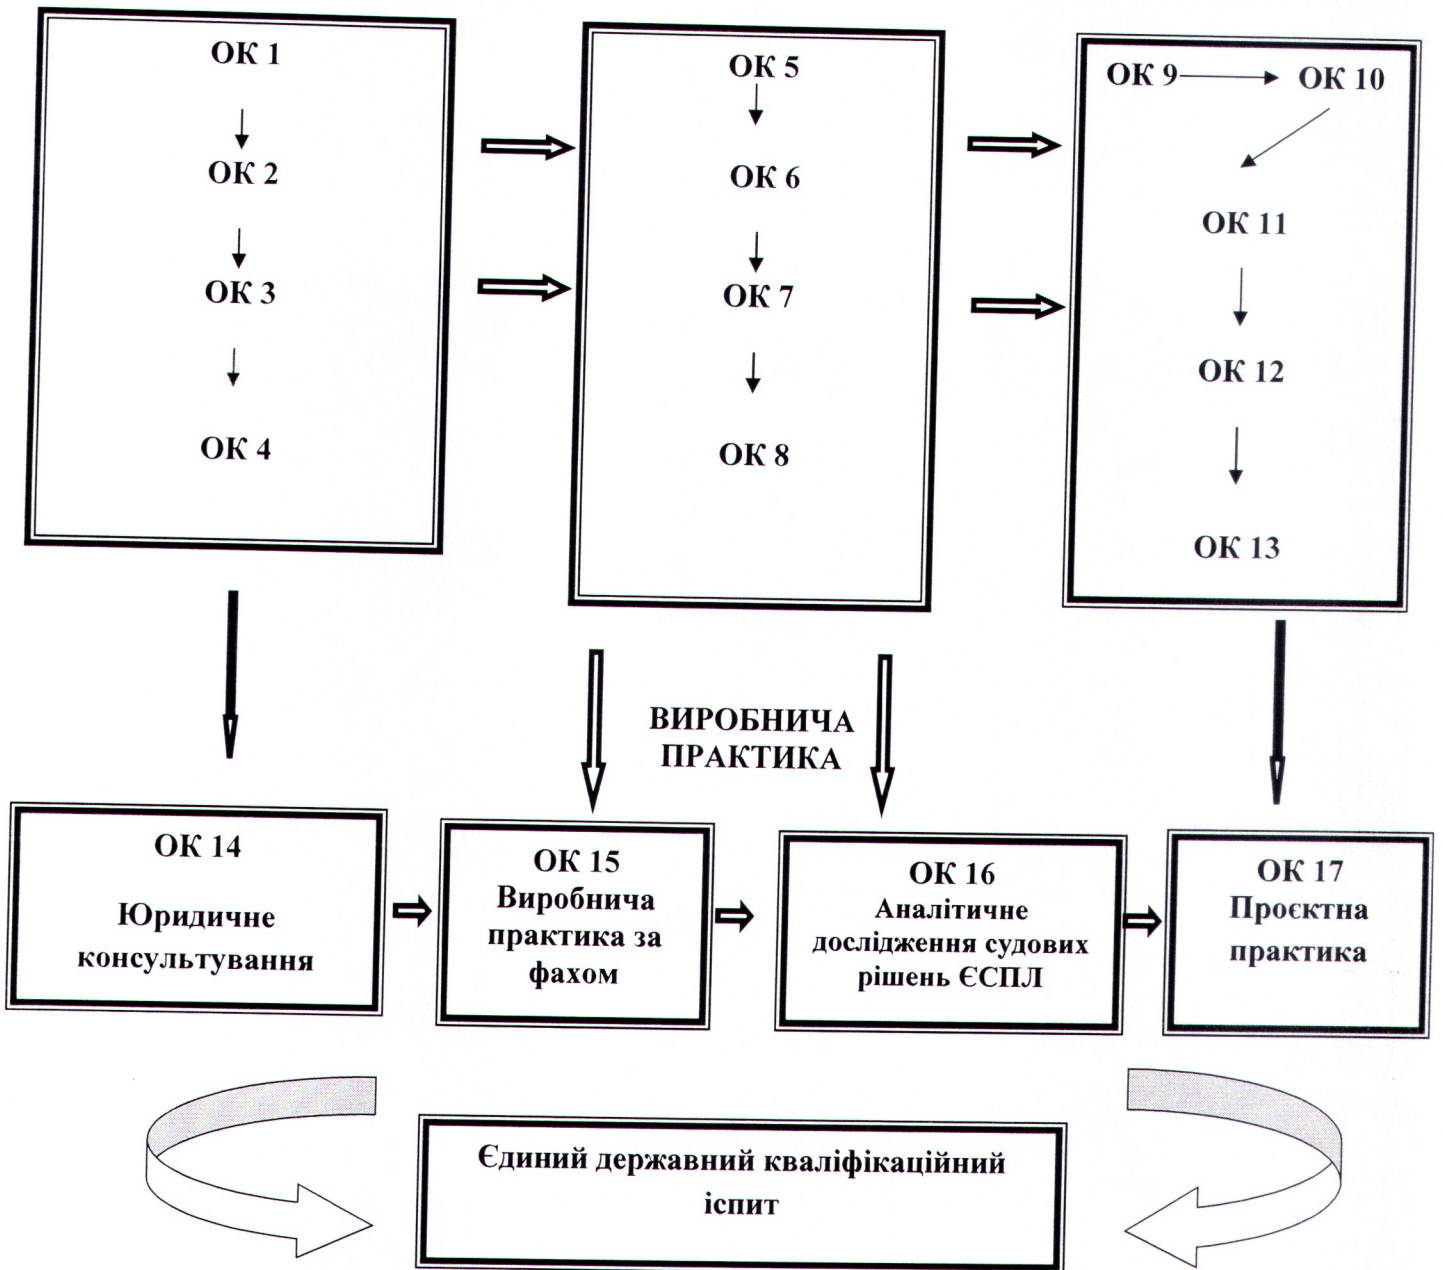 ОК 1
ОК 2
ОК 3
ОК 4
ОК 5
ОК 6
ОК 7
ОК 8
ОК 9
ОК 10
ОК 11
ОК 12
ОК 13
ВИРОБНИЧА
ПРАКТИКА
ОК 14
Юридичне
консультування
ОК 15
Виробнича
практика за
фахом
ОК 16
Аналітичне
дослідження судових
рішень ЄСПЛ
ОК 17
Проєктна
практика
Єдиний державний кваліфікаційний
іспит